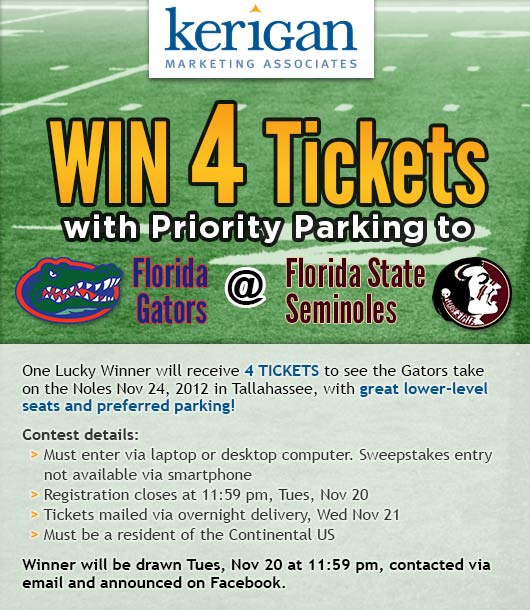 kerigan
MARKETING ASSOCIATES
WIN 4 Tickets
with Priority Parking to
Florida
Gators
@
Florida State
Seminoles
One Lucky Winner will receive 4 TICKETS to see the Gators take
on the Noles Nov 24, 2012 in Tallahassee, with great lower-level
seats and preferred parking!
Contest details:
> Must enter via laptop or desktop computer. Sweepstakes entry
not available via smartphone
> Registration closes at 11:59 pm, Tues, Nov 20
> Tickets mailed via overnight delivery, Wed Nov 21
> Must be a resident of the Continental US
Winner will be drawn Tues, Nov 20 at 11:59 pm, contacted via
email and announced on Facebook.